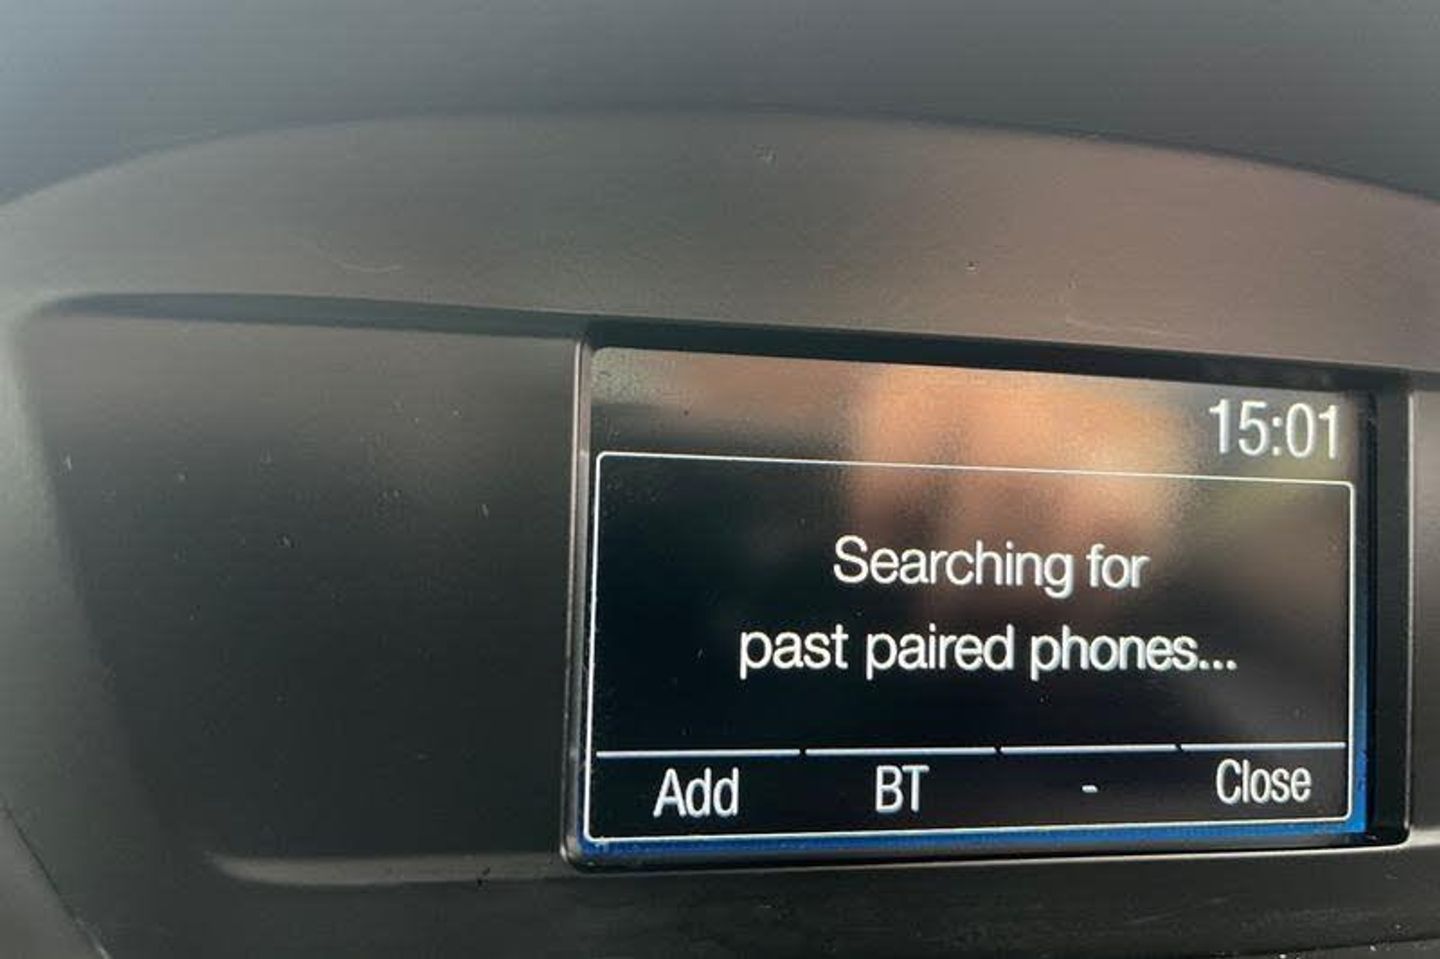 15:01
Searching for
past paired phones...
Add BT - Close